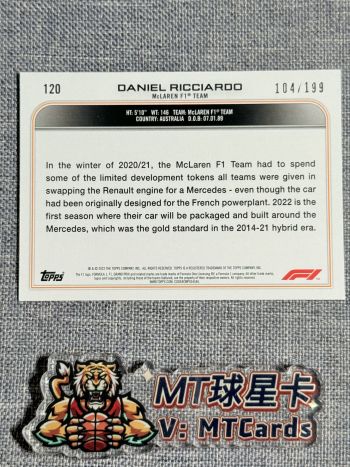 120
DANIEL RICCIARDO
McLAREN F1® TEAM
104/199
HT: 5'10" WT: 146 TEAM: McLAREN F1® TEAM
COUNTRY: AUSTRALIA D.O.B: 07.01.89
In the winter of 2020/21, the McLaren F1 Team had to spend
some of the limited development tokens all teams were given in
swapping the Renault engine for a Mercedes - even though the car
had been originally designed for the French powerplant. 2022 is
the first season where their car will be packaged and built around the
Mercedes, which was the gold standard in the 2014-21 hybrid era.
Topps
F1
MT球星卡
V: MTCards